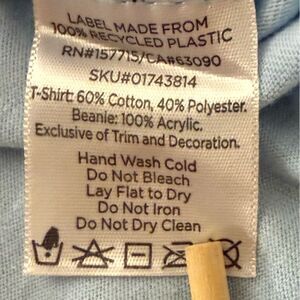 LABEL MADE FROM
100% RECYCLED PLASTIC
RN#157715/CA#63090
SKU#01743814
T-Shirt: 60% Cotton, 40% Polyester.
Beanie: 100% Acrylic.
Exclusive of Trim and Decoration.
Hand Wash Cold
Do Not Bleach
Lay Flat to Dry
Do Not Iron
Do Not Dry Clean